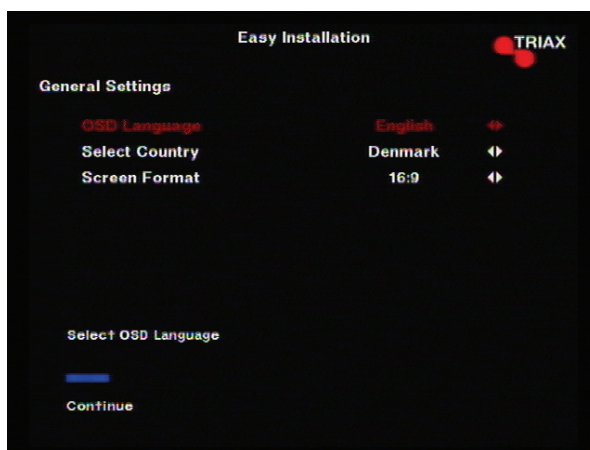 Easy Installation
TRIAX
General Settings
OSD Language English
Select Country Denmark
Screen Format 16:9
Select OSD Language
Continue